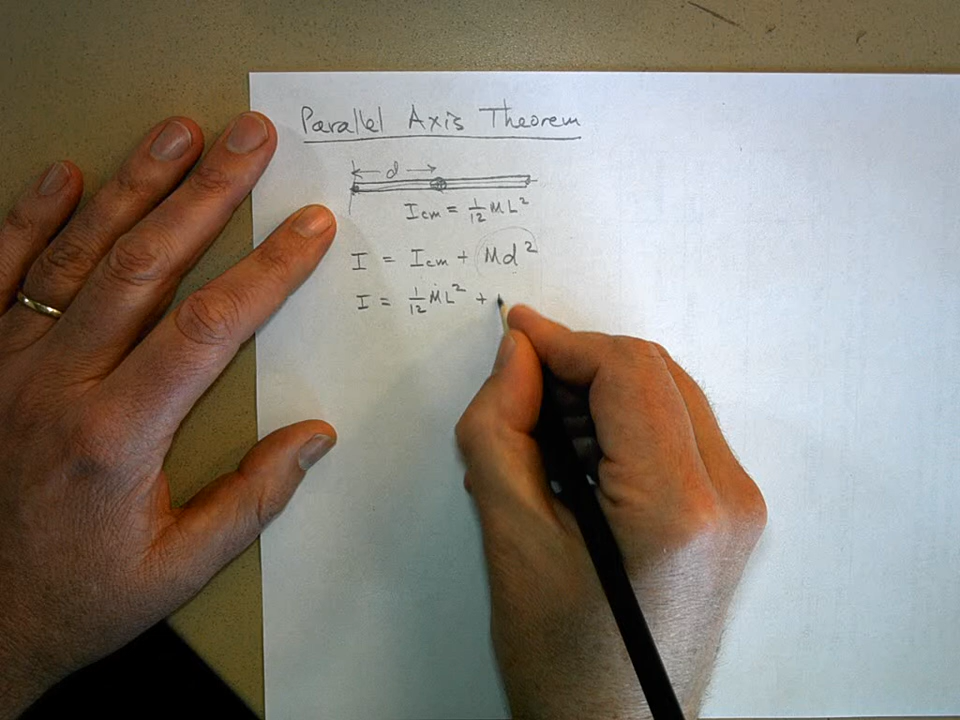 Parallel Axis Theorem
← d →
Icm = 1/12 ML²
I = Icm + Md²
I = 1/12 ML² +